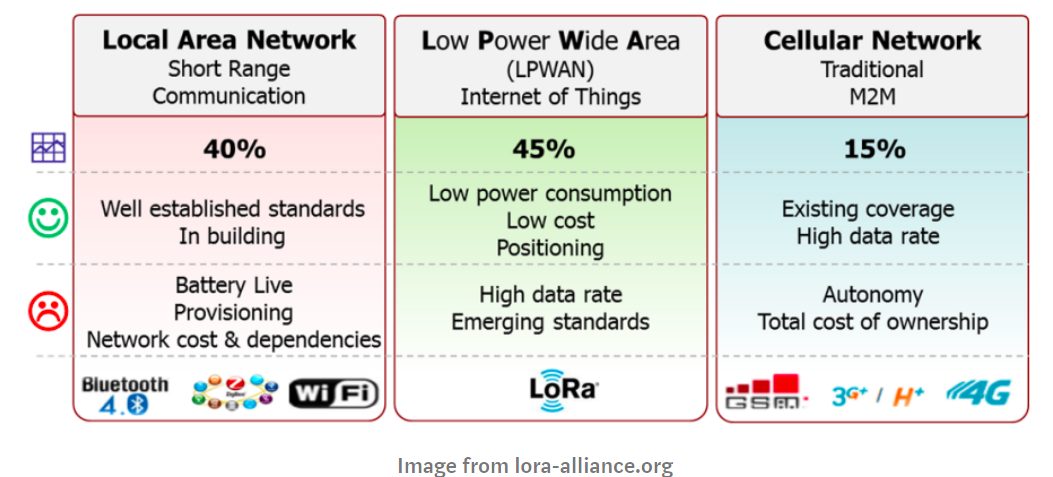 Local Area Network
Short Range
Communication
Low Power Wide Area
(LPWAN)
Internet of Things
Cellular Network
Traditional
M2M
40%
45%
15%
Well established standards
In building
Low power consumption
Low cost
Positioning
Existing coverage
High data rate
Battery Live
Provisioning
Network cost & dependencies
High data rate
Emerging standards
Autonomy
Total cost of ownership
Bluetooth
4.0
WiFi
LoRa
GSM
3G+ / H+
4G
Image from lora-alliance.org